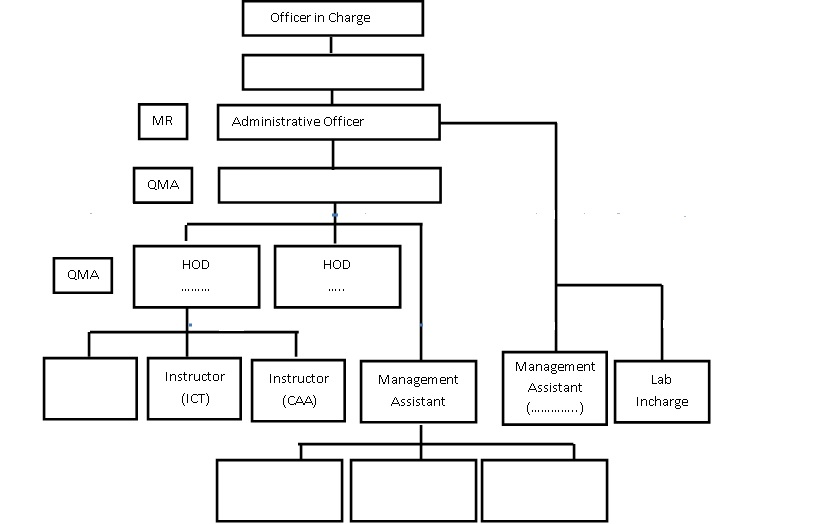 Officer in Charge
MR
Administrative Officer
QMA
QMA
HOD
………
HOD
…..
Instructor
(ICT)
Instructor
(CAA)
Management
Assistant
Management
Assistant
(…………..)
Lab
Incharge